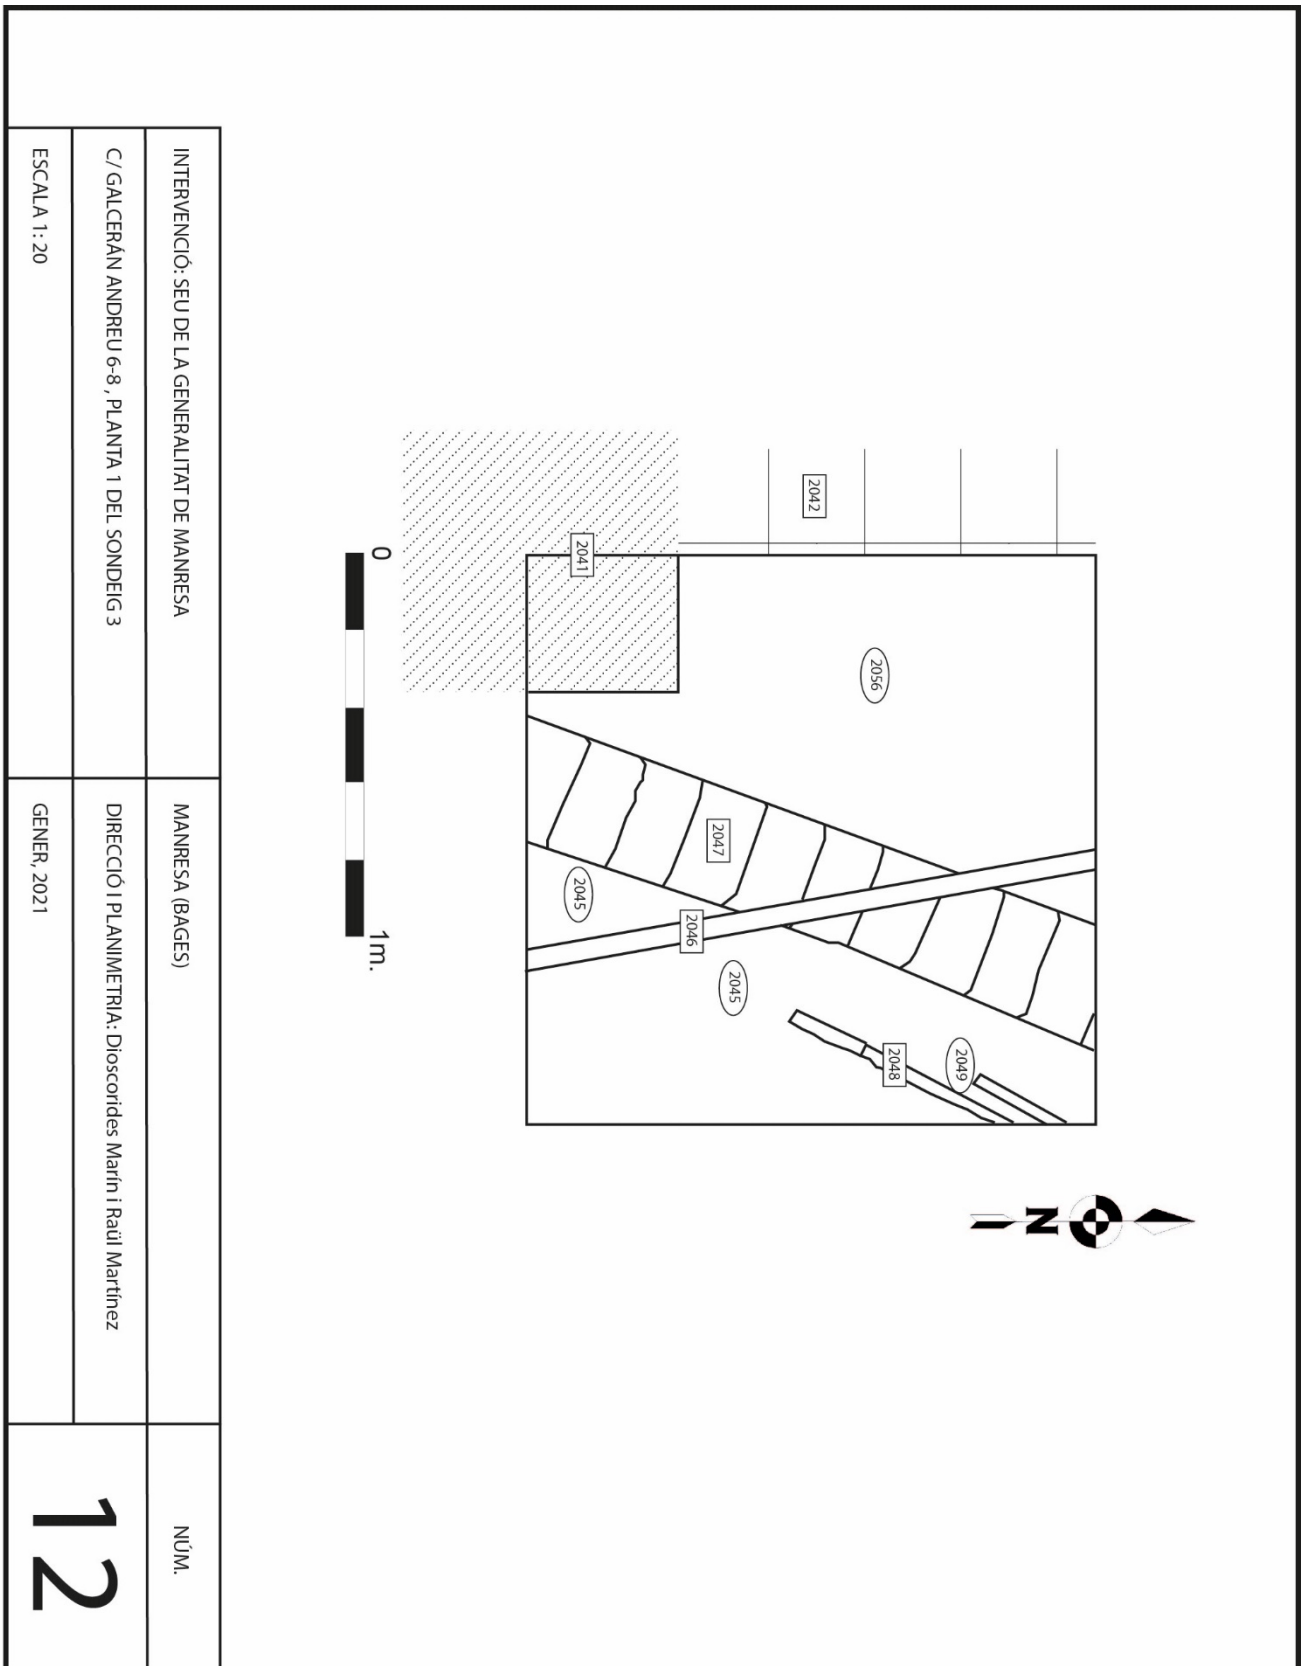 2042
2041
2056
2047
2045
2046
2045
2049
2048
N
0
1m.
INTERVENCIÓ: SEU DE LA GENERALITAT DE MANRESA
MANRESA (BAGES)
NÚM.
C/ GALCERÁN ANDREU 6-8 , PLANTA 1 DEL SONDEIG 3
DIRECCIÓ I PLANIMETRIA: Dioscorides Marín i Raül Martínez
12
ESCALA 1: 20
GENER, 2021